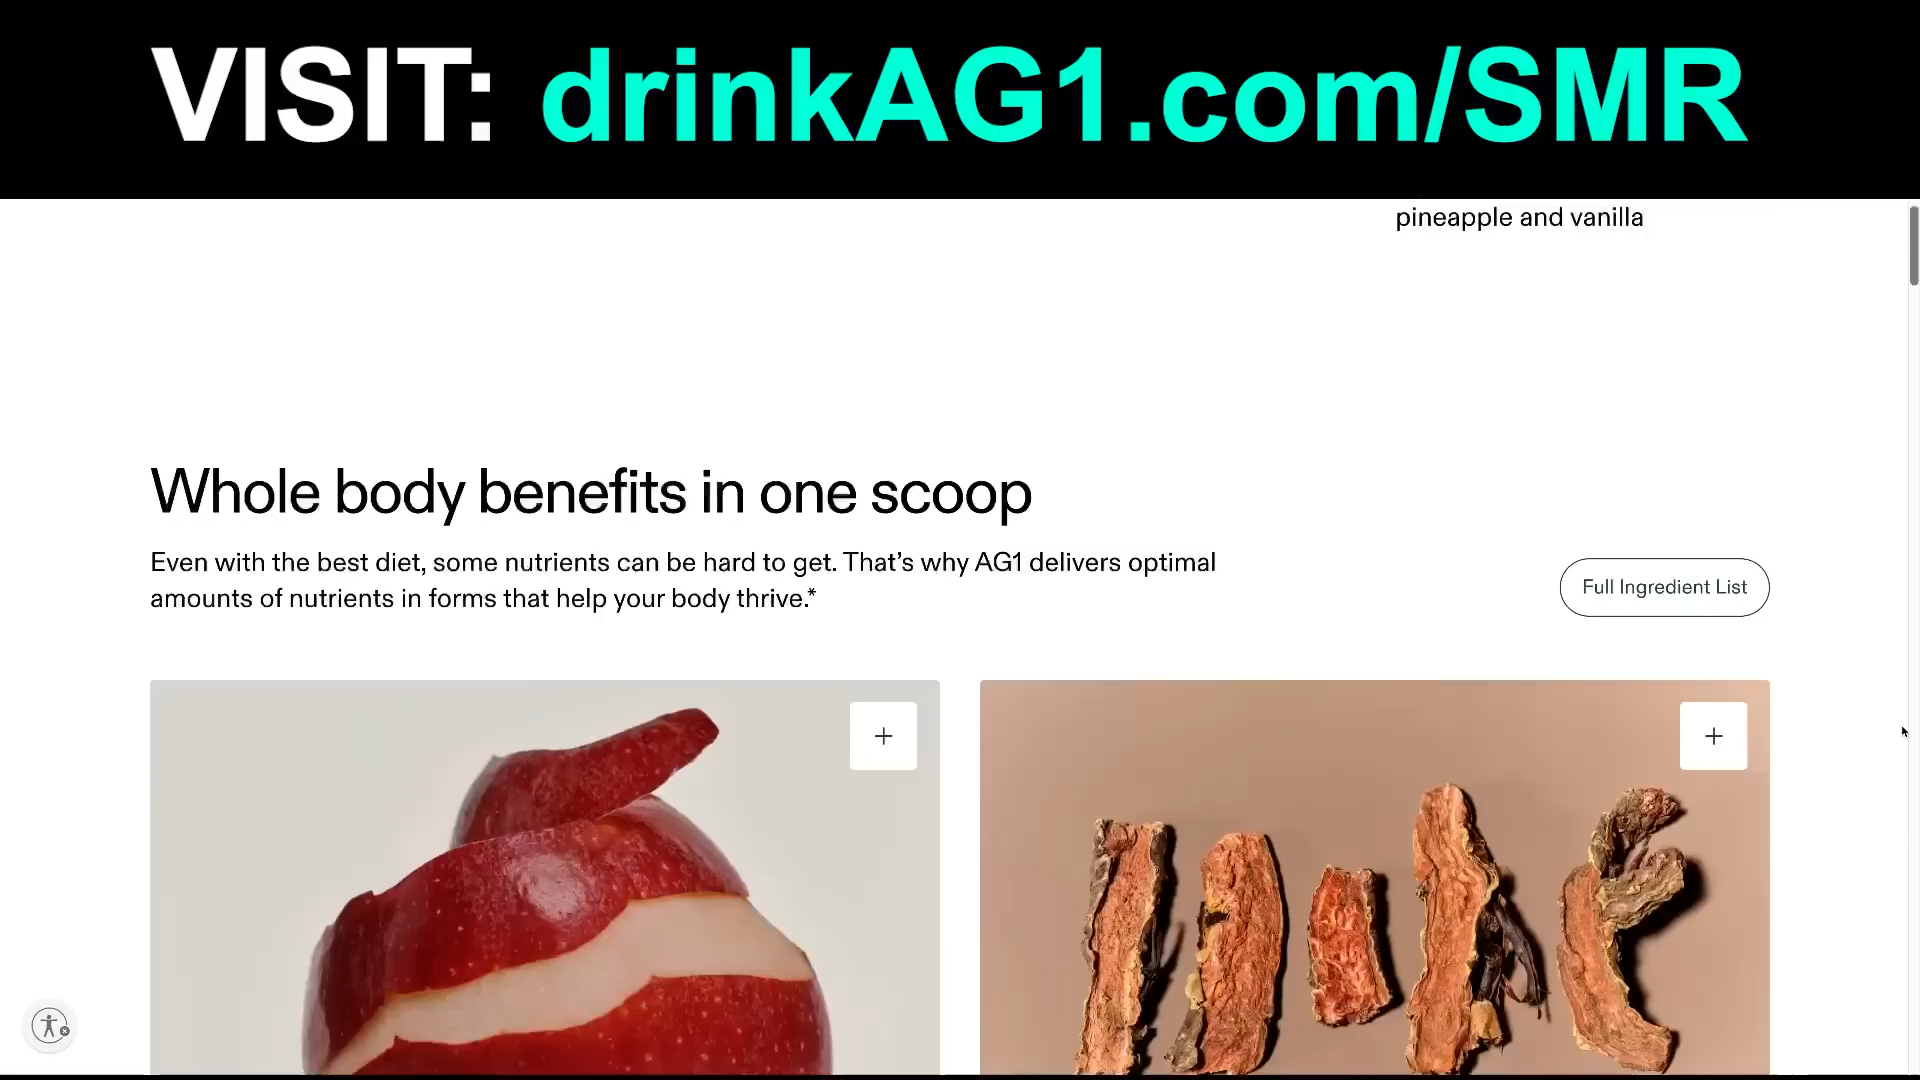 VISIT: drinkAG1.com/SMR
pineapple and vanilla
Whole body benefits in one scoop
Even with the best diet, some nutrients can be hard to get. That’s why AG1 delivers optimal
amounts of nutrients in forms that help your body thrive.*
Full Ingredient List